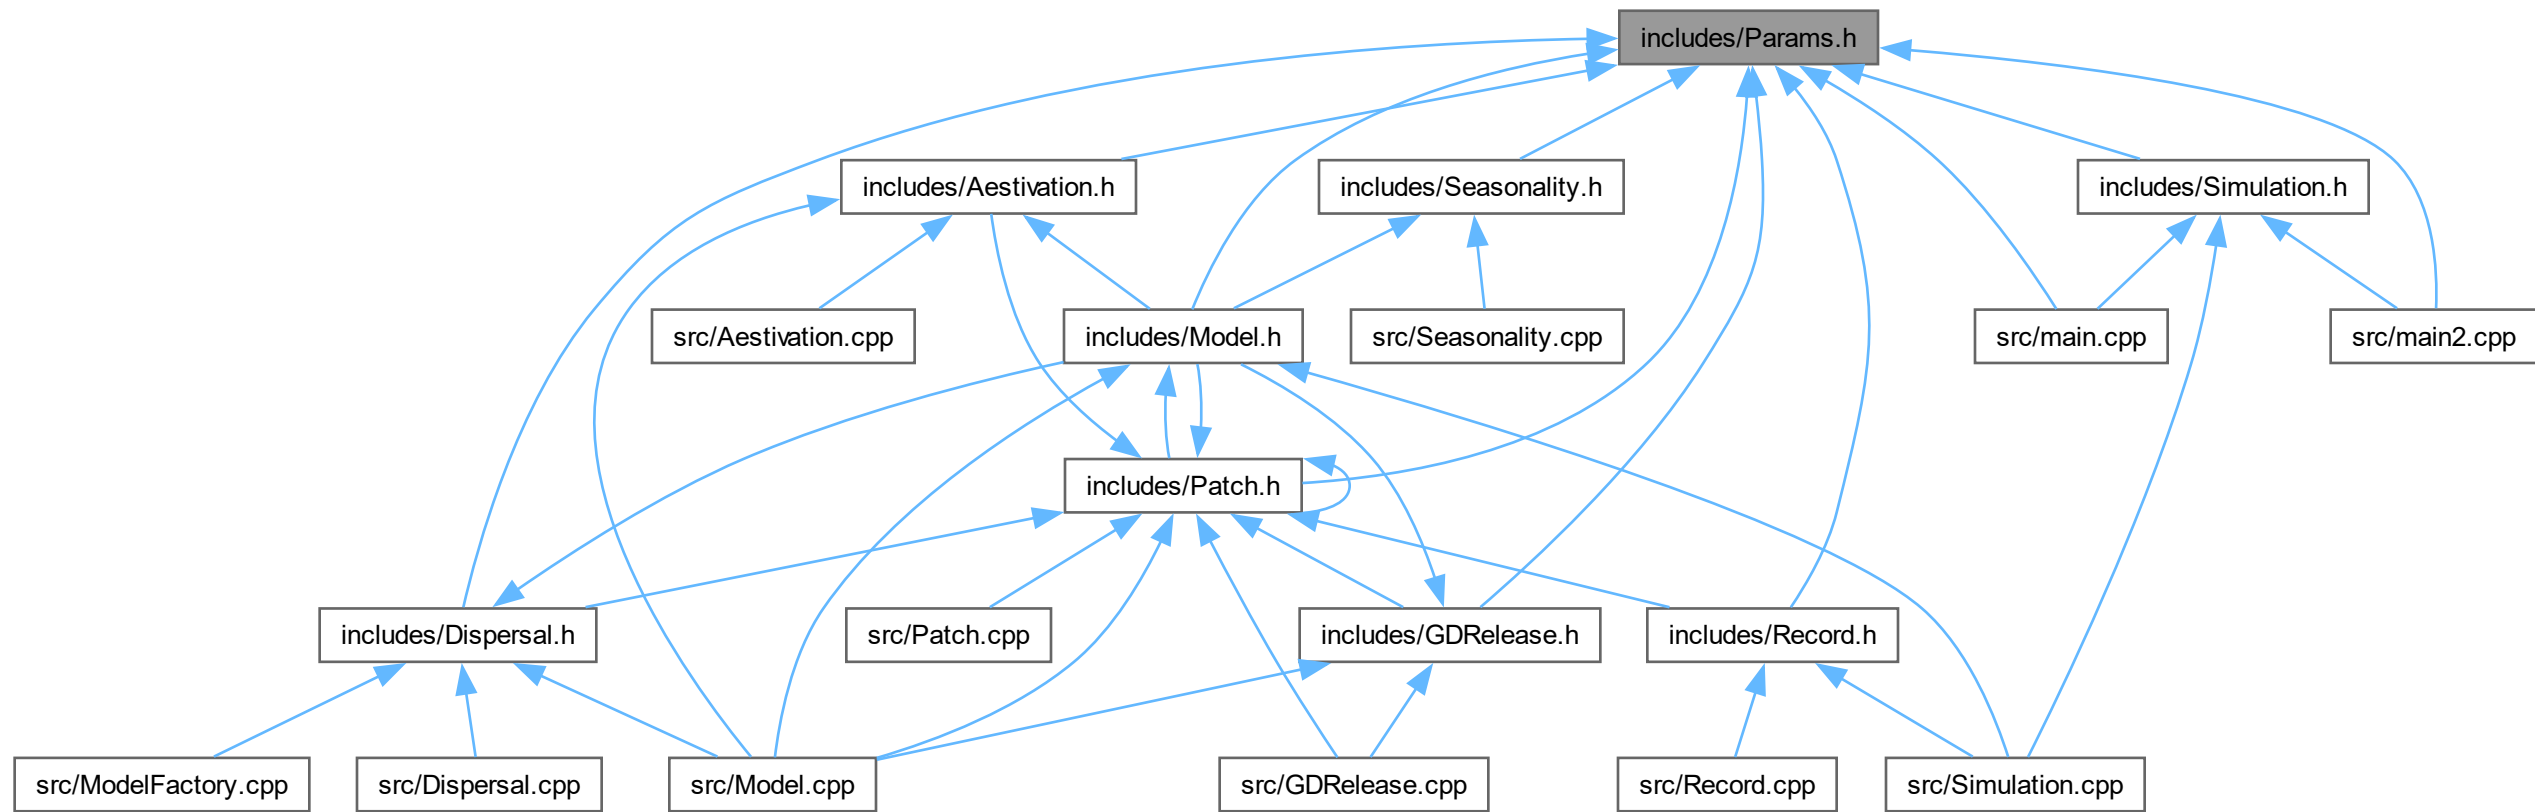 includes/Params.h
includes/Aestivation.h
includes/Seasonality.h
includes/Simulation.h
src/Aestivation.cpp
includes/Model.h
src/Seasonality.cpp
src/main.cpp
src/main2.cpp
includes/Patch.h
includes/Dispersal.h
src/Patch.cpp
includes/GDRelease.h
includes/Record.h
src/ModelFactory.cpp
src/Dispersal.cpp
src/Model.cpp
src/GDRelease.cpp
src/Record.cpp
src/Simulation.cpp